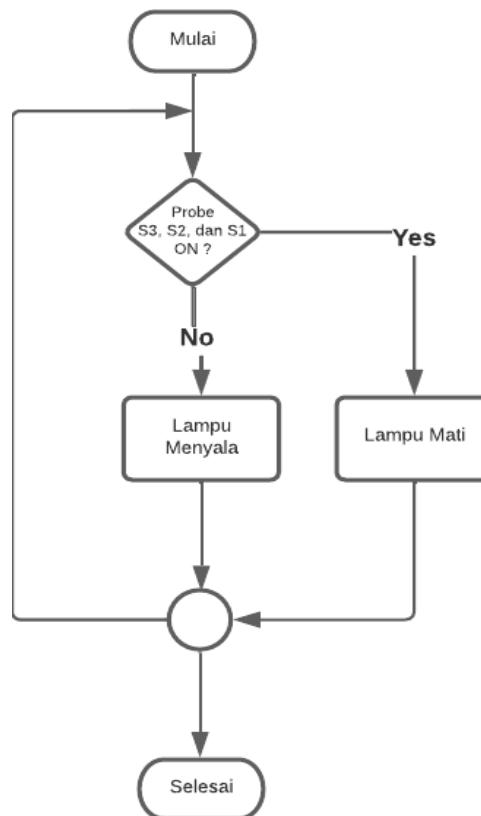 Mulai
Probe
S3, S2, dan S1
ON ?
Yes
No
Lampu
Menyala
Lampu Mati
Selesai